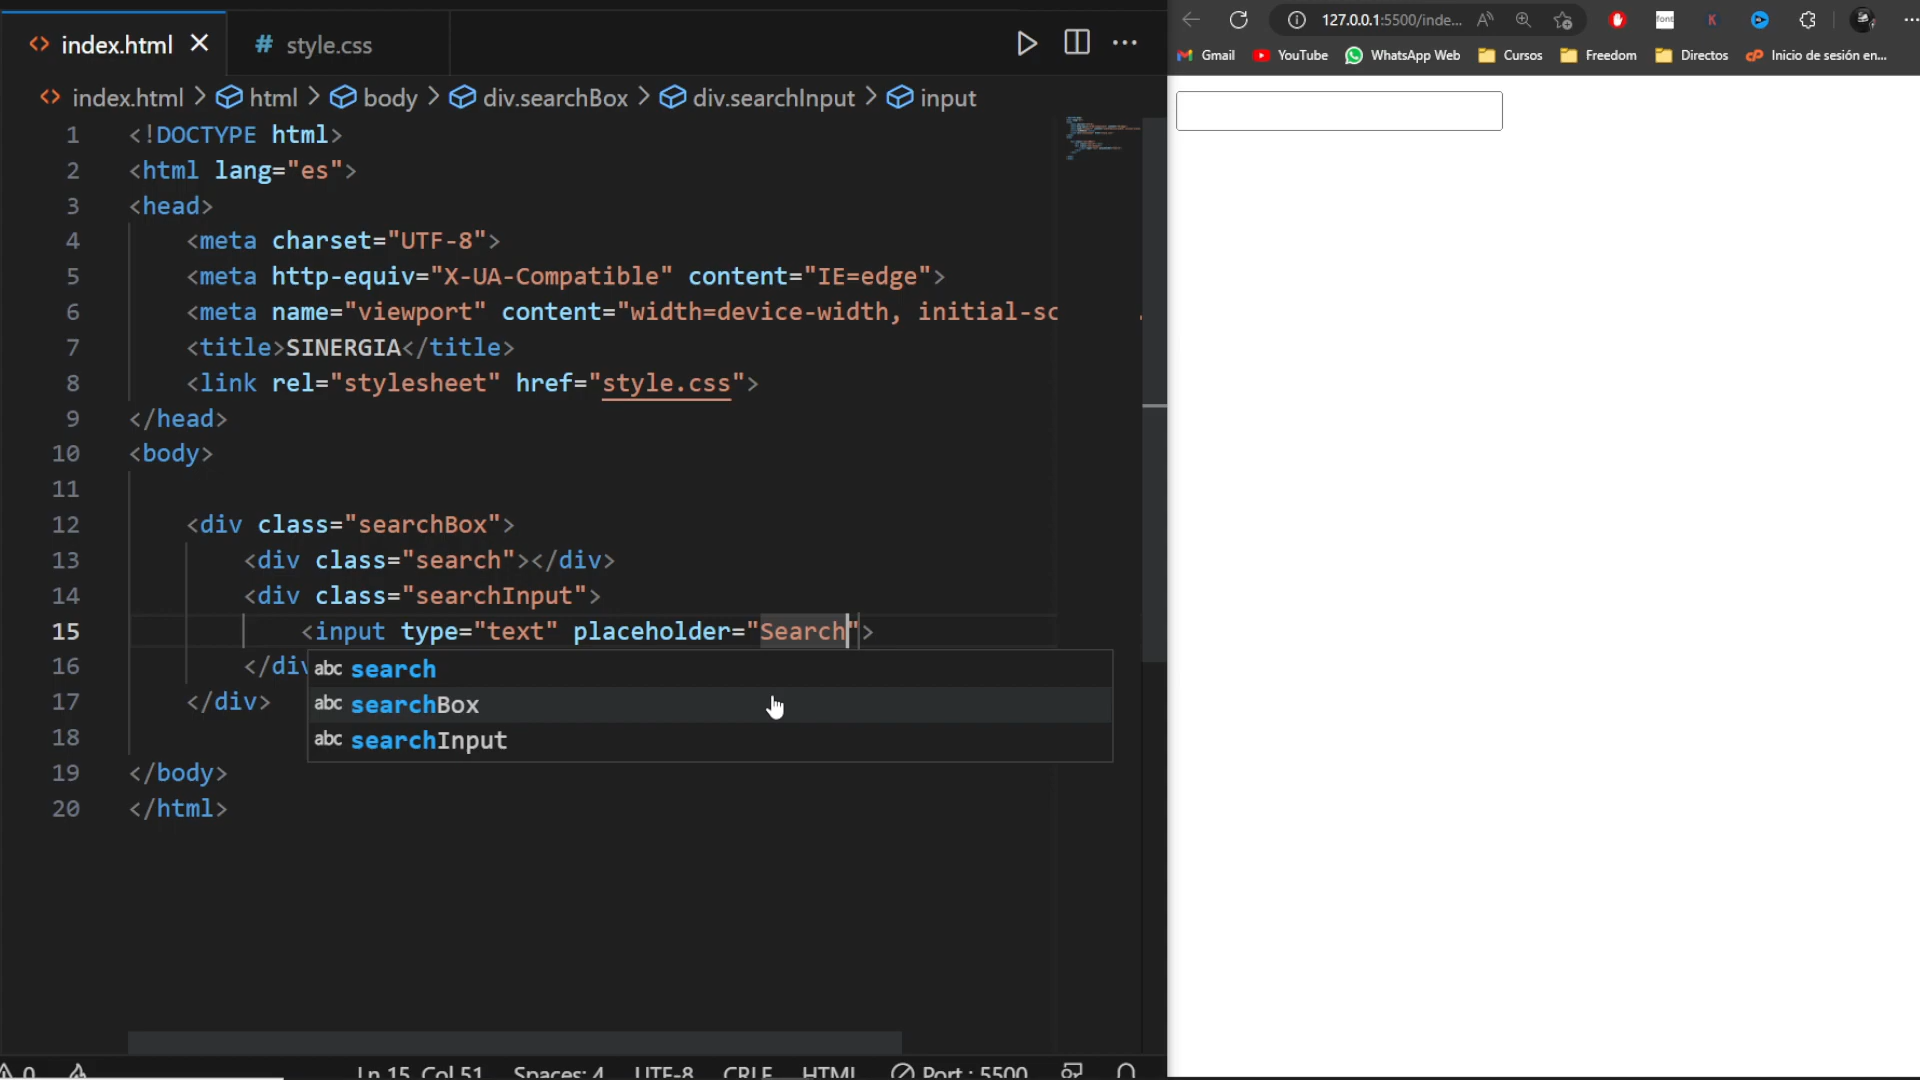 index.html
# style.css
127.0.0.1:5500/inde...
Gmail YouTube WhatsApp Web Cursos Freedom Directos Inicio de sesión en...
index.html > html > body > div.searchBox > div.searchInput > input
1 <!DOCTYPE html>
2 <html lang="es">
3 <head>
4 <meta charset="UTF-8">
5 <meta http-equiv="X-UA-Compatible" content="IE=edge">
6 <meta name="viewport" content="width=device-width, initial-sc
7 <title>SINERGIA</title>
8 <link rel="stylesheet" href="style.css">
9 </head>
10 <body>
11
12 <div class="searchBox">
13 <div class="search"></div>
14 <div class="searchInput">
15 <input type="text" placeholder="Search">
16 </div
abc search
17 </div>
abc searchBox
18
abc searchInput
19 </body>
20 </html>
0 Ln 15, Col 51 Spaces: 4 UTF-8 CRLF HTML Port : 5500